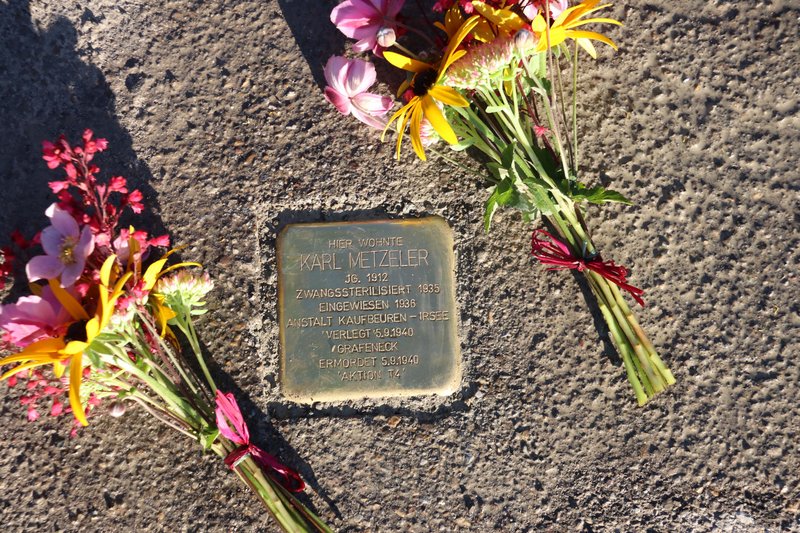 HIER WOHNTE
KARL METZELER
JG. 1912
ZWANGSSTERILISIERT 1935
EINGEWIESEN 1936
ANSTALT KAUFBEUREN - IRSEE
'VERLEGT' 5.9.1940
GRAFENECK
ERMORDET 5.9.1940
'AKTION T4'